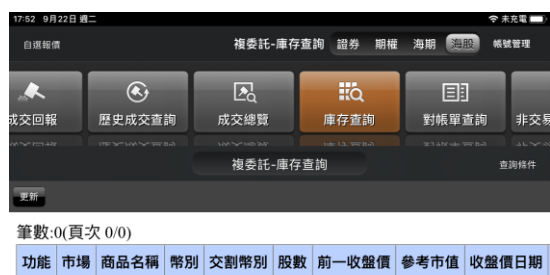 17:52 9月22日 週二 未充電
自選報價 複委託-庫存查詢 證券 期權 海期 海股 帳號管理
成交回報 歷史成交查詢 成交總覽 庫存查詢 對帳單查詢 非交易
複委託-庫存查詢 查詢條件
更新
筆數:0(頁次 0/0)
功能 市場 商品名稱 幣別 交割幣別 股數 前一收盤價 參考市值 收盤價日期